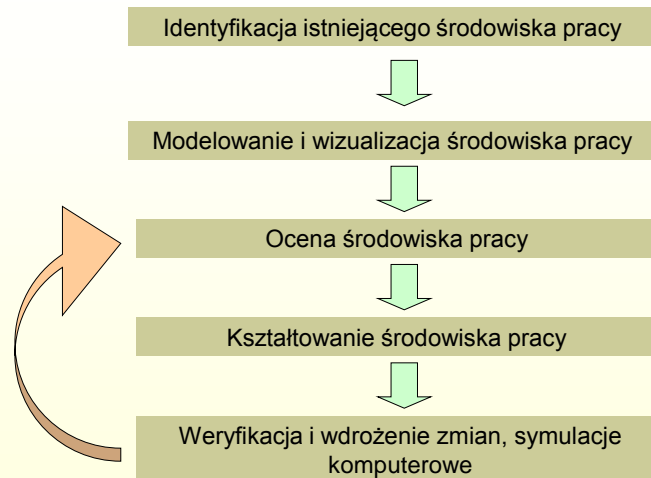 Identyfikacja istniejącego środowiska pracy
Modelowanie i wizualizacja środowiska pracy
Ocena środowiska pracy
Kształtowanie środowiska pracy
Weryfikacja i wdrożenie zmian, symulacje
komputerowe